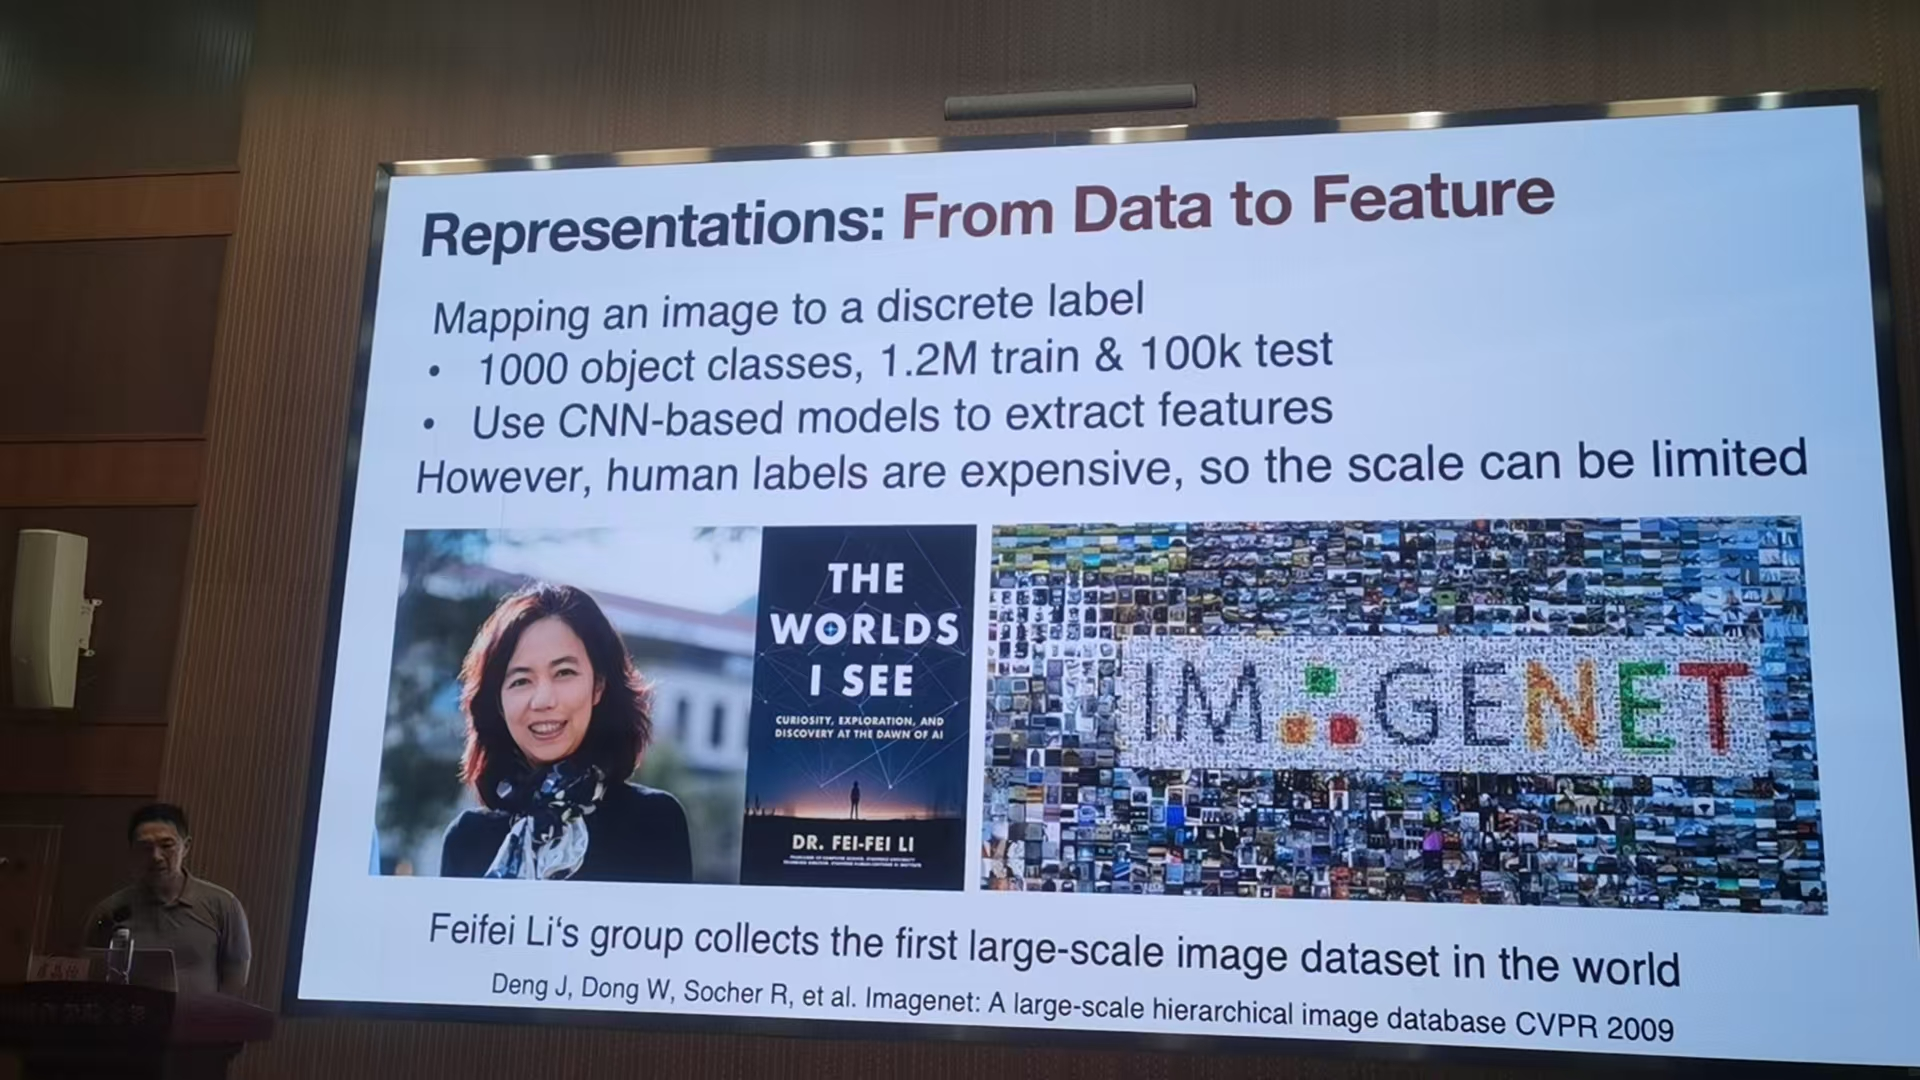 Representations: From Data to Feature
Mapping an image to a discrete label
• 1000 object classes, 1.2M train & 100k test
• Use CNN-based models to extract features
However, human labels are expensive, so the scale can be limited
THE
WORLDS
I SEE
CURIOSITY, EXPLORATION, AND
DISCOVERY AT THE DAWN OF AI
DR. FEI-FEI LI
IMAGENET
Feifei Li‘s group collects the first large-scale image dataset in the world
Deng J, Dong W, Socher R, et al. Imagenet: A large-scale hierarchical image database CVPR 2009